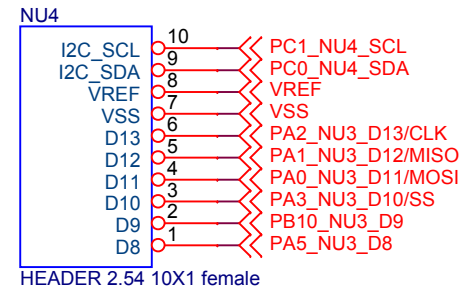 NU4
I2C_SCL 10 PC1_NU4_SCL
I2C_SDA 9 PC0_NU4_SDA
VREF 8 VREF
VSS 7 VSS
D13 6 PA2_NU3_D13/CLK
D12 5 PA1_NU3_D12/MISO
D11 4 PA0_NU3_D11/MOSI
D10 3 PA3_NU3_D10/SS
D9 2 PB10_NU3_D9
D8 1 PA5_NU3_D8
HEADER 2.54 10X1 female